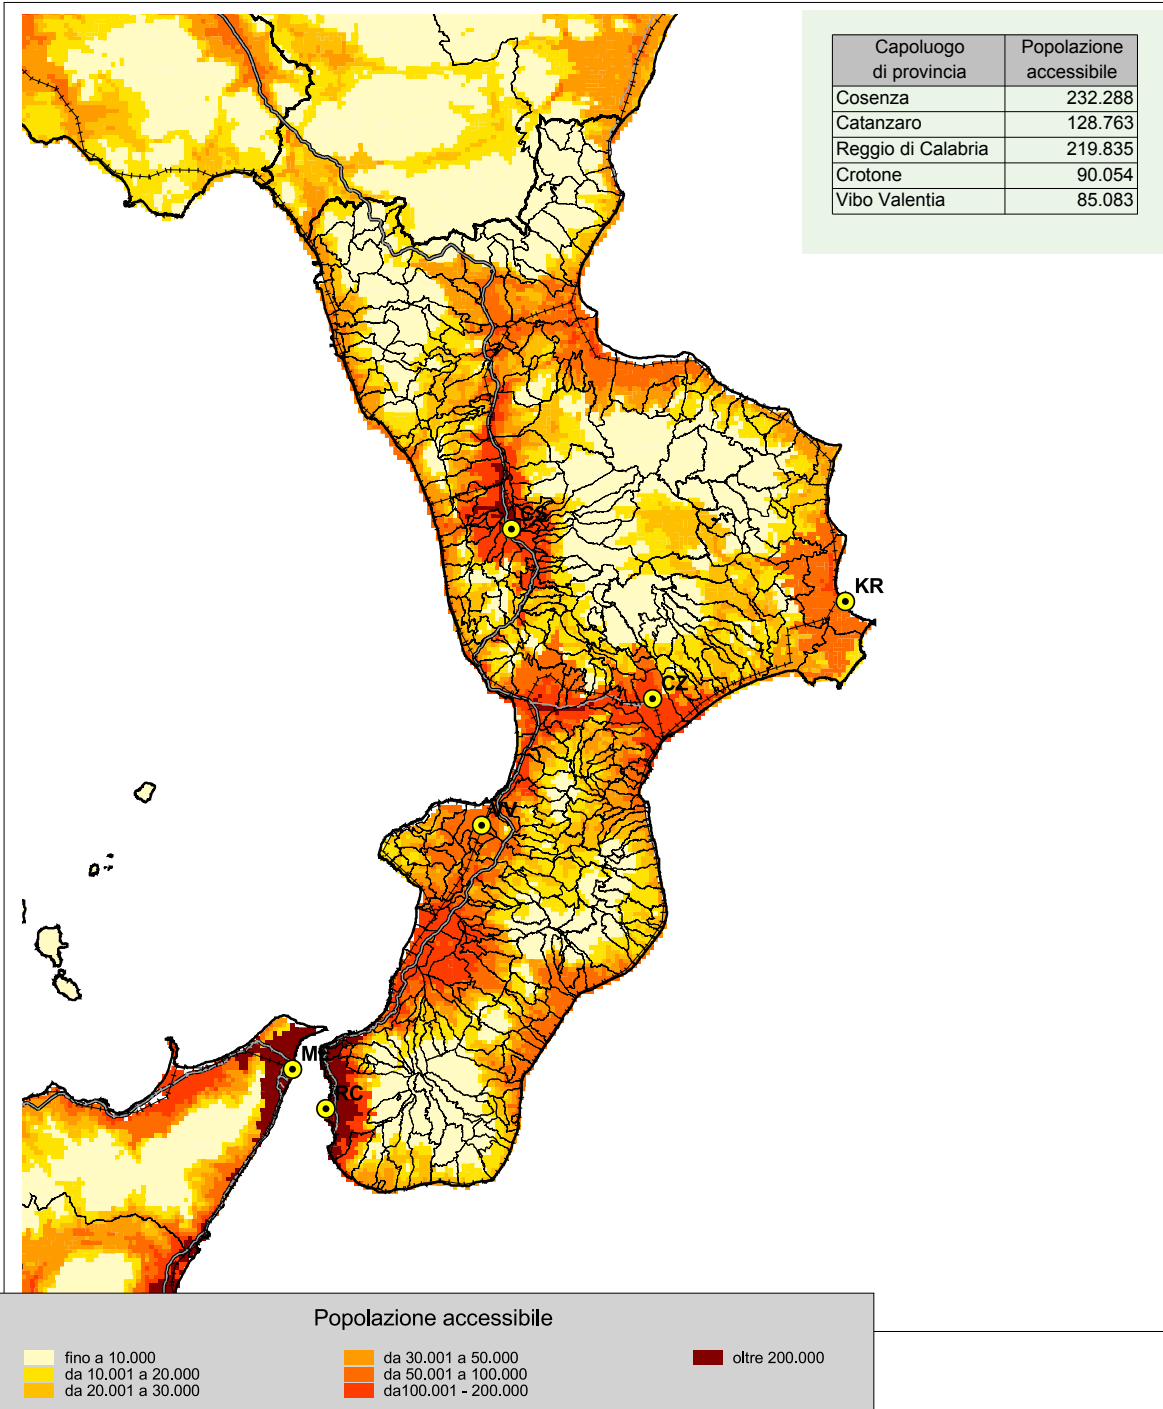 Capoluogo di provincia Popolazione accessibile
Cosenza 232.288
Catanzaro 128.763
Reggio di Calabria 219.835
Crotone 90.054
Vibo Valentia 85.083
CS
KR
CZ
VV
ME
RC
Popolazione accessibile
fino a 10.000
da 10.001 a 20.000
da 20.001 a 30.000
da 30.001 a 50.000
da 50.001 a 100.000
da100.001 - 200.000
oltre 200.000